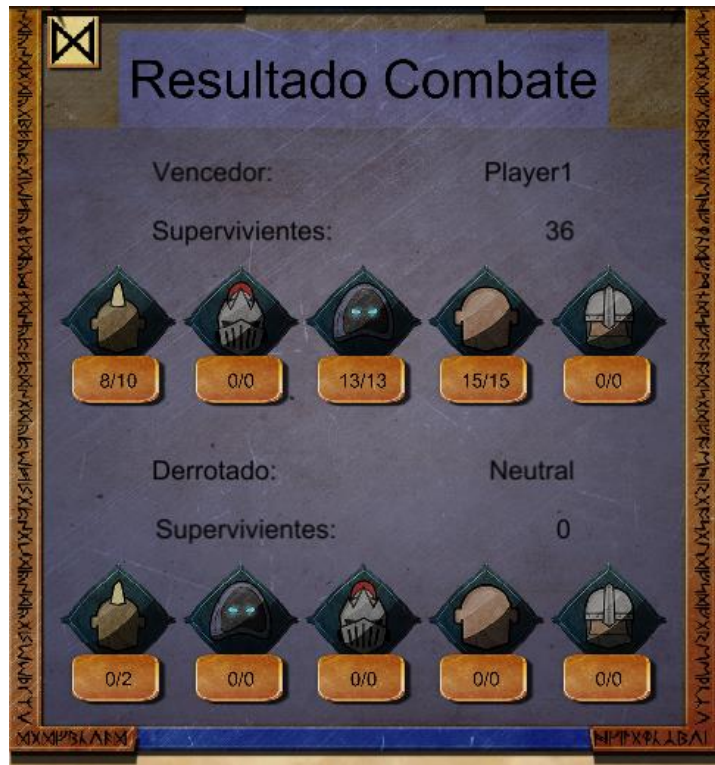 Resultado Combate
Vencedor: Player1
Supervivientes: 36
8/10 0/0 13/13 15/15 0/0
Derrotado: Neutral
Supervivientes: 0
0/2 0/0 0/0 0/0 0/0